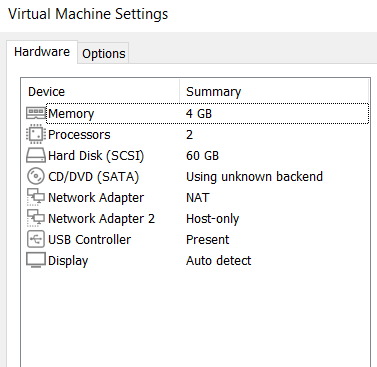 Virtual Machine Settings
Hardware Options
Device Summary
Memory 4 GB
Processors 2
Hard Disk (SCSI) 60 GB
CD/DVD (SATA) Using unknown backend
Network Adapter NAT
Network Adapter 2 Host-only
USB Controller Present
Display Auto detect